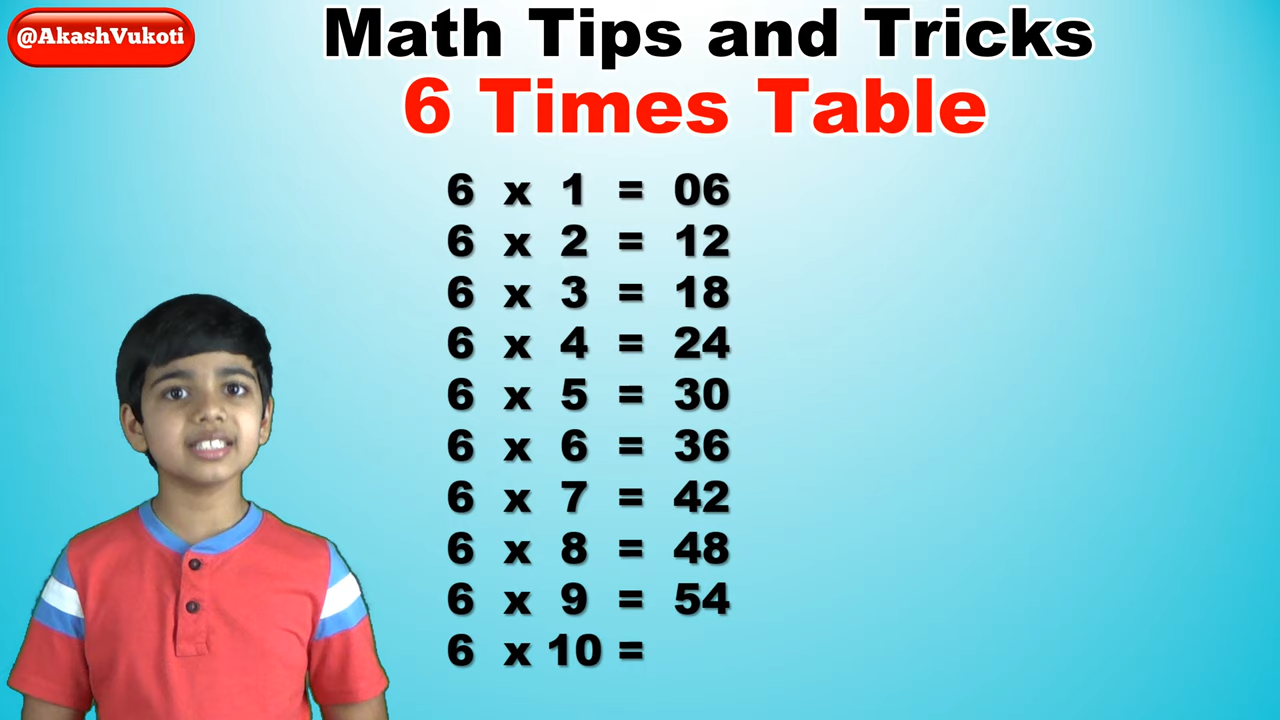 @AkashVukoti
Math Tips and Tricks
6 Times Table
6 x 1 = 06
6 x 2 = 12
6 x 3 = 18
6 x 4 = 24
6 x 5 = 30
6 x 6 = 36
6 x 7 = 42
6 x 8 = 48
6 x 9 = 54
6 x 10 =